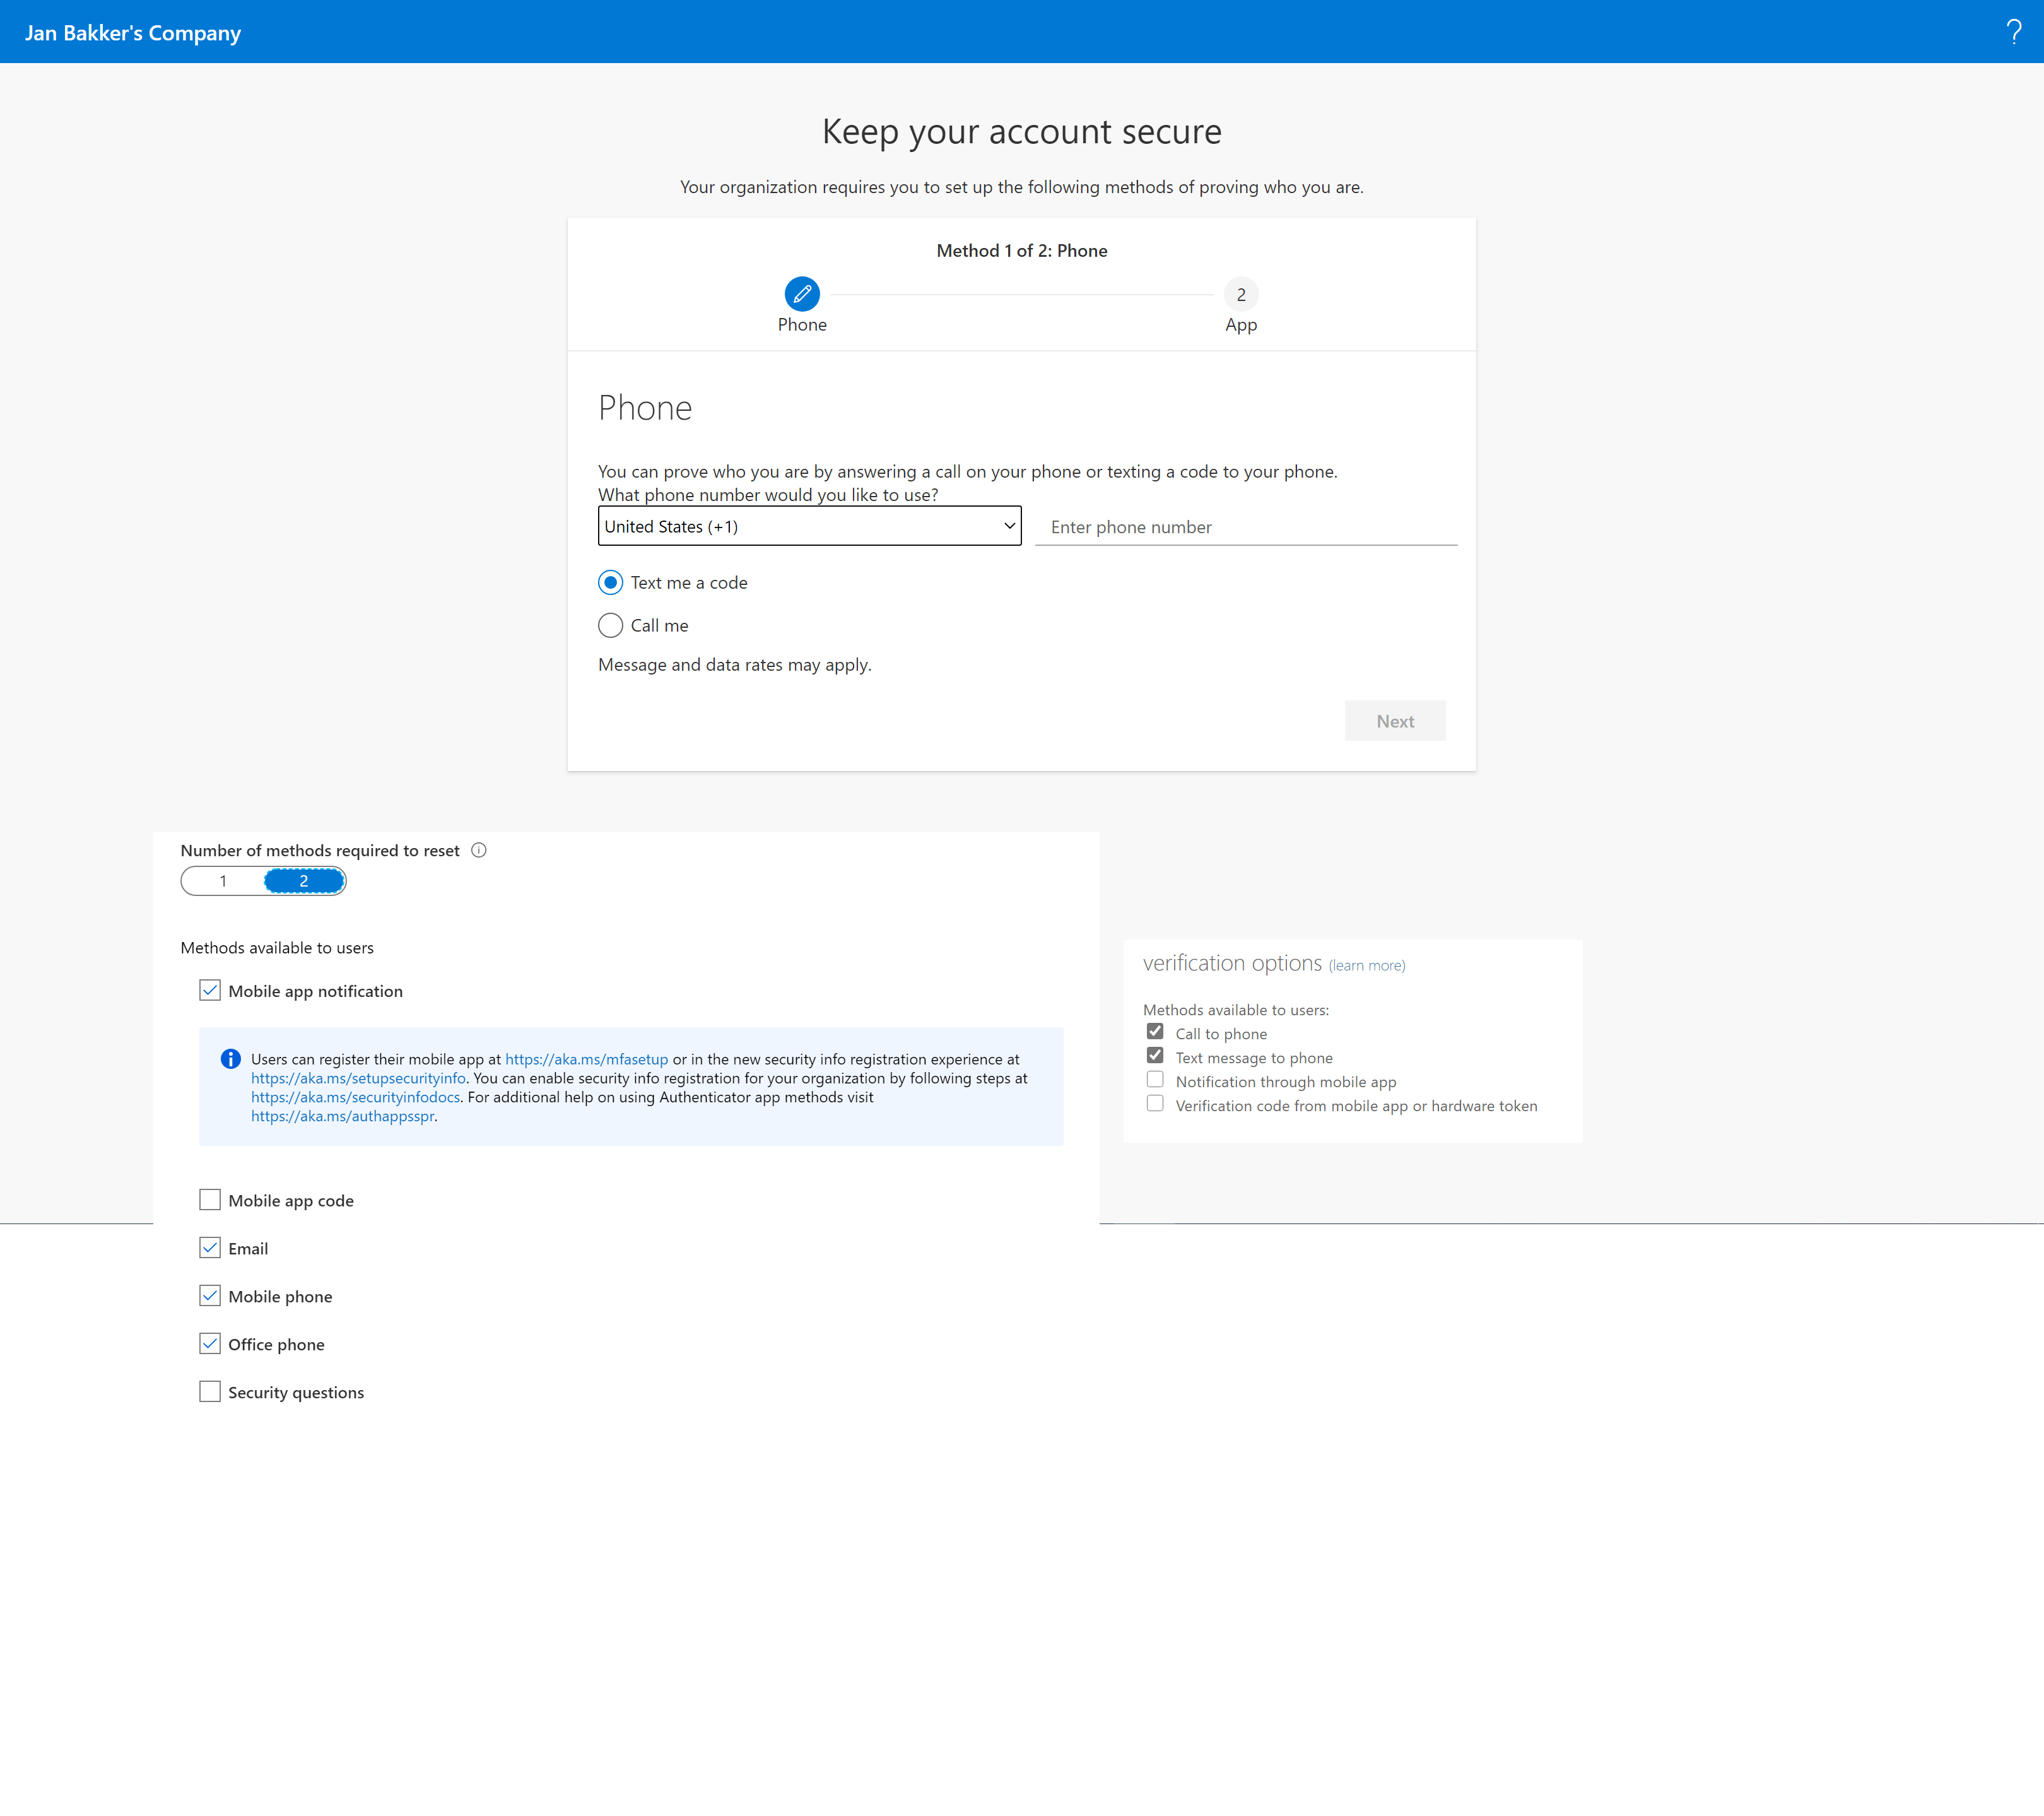 Jan Bakker's Company
?
Keep your account secure
Your organization requires you to set up the following methods of proving who you are.
Method 1 of 2: Phone
2
Phone
App
Phone
You can prove who you are by answering a call on your phone or texting a code to your phone.
What phone number would you like to use?
United States (+1)
Enter phone number
Text me a code
Call me
Message and data rates may apply.
Next
Number of methods required to reset
1
2
Methods available to users
Mobile app notification
Users can register their mobile app at https://aka.ms/mfasetup or in the new security info registration experience at
https://aka.ms/setupsecurityinfo. You can enable security info registration for your organization by following steps at
https://aka.ms/securityinfodocs. For additional help on using Authenticator app methods visit
https://aka.ms/authappsspr.
Mobile app code
Email
Mobile phone
Office phone
Security questions
verification options (learn more)
Methods available to users:
Call to phone
Text message to phone
Notification through mobile app
Verification code from mobile app or hardware token